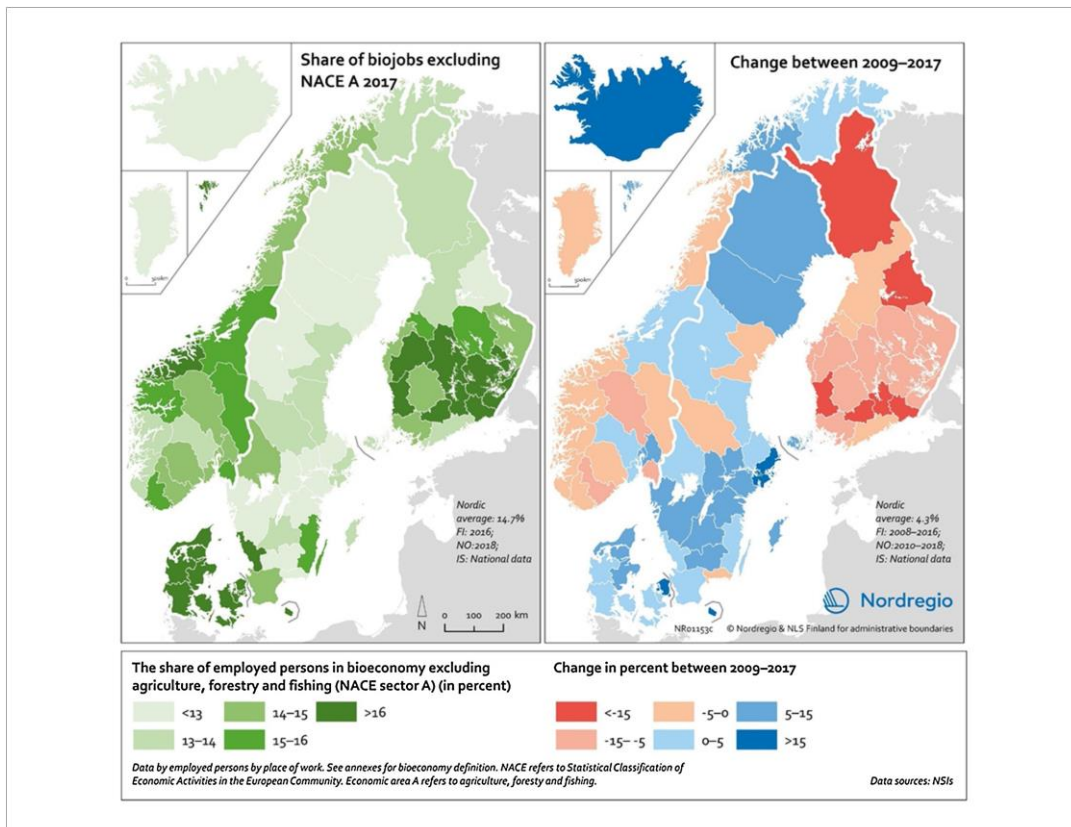 Share of biojobs excluding
NACE A 2017
Nordic
average: 14.7%
FI: 2016;
NO:2018;
IS: National data
0 500km
N
0 100 200 km
Change between 2009–2017
Nordic
average: 4.3%
FI: 2008–2016;
NO:2010–2018;
IS: National data
0 500km
Nordregio
NR01153c © Nordregio & NLS Finland for administrative boundaries
The share of employed persons in bioeconomy excluding
agriculture, forestry and fishing (NACE sector A) (in percent)
<13 14–15 >16
13–14 15–16
Change in percent between 2009–2017
<-15 -5–0 5–15
-15– -5 0–5 >15
Data by employed persons by place of work. See annexes for bioeconomy definition. NACE refers to Statistical Classification of
Economic Activities in the European Community. Economic area A refers to agriculture, foresty and fishing.
Data sources: NSIs